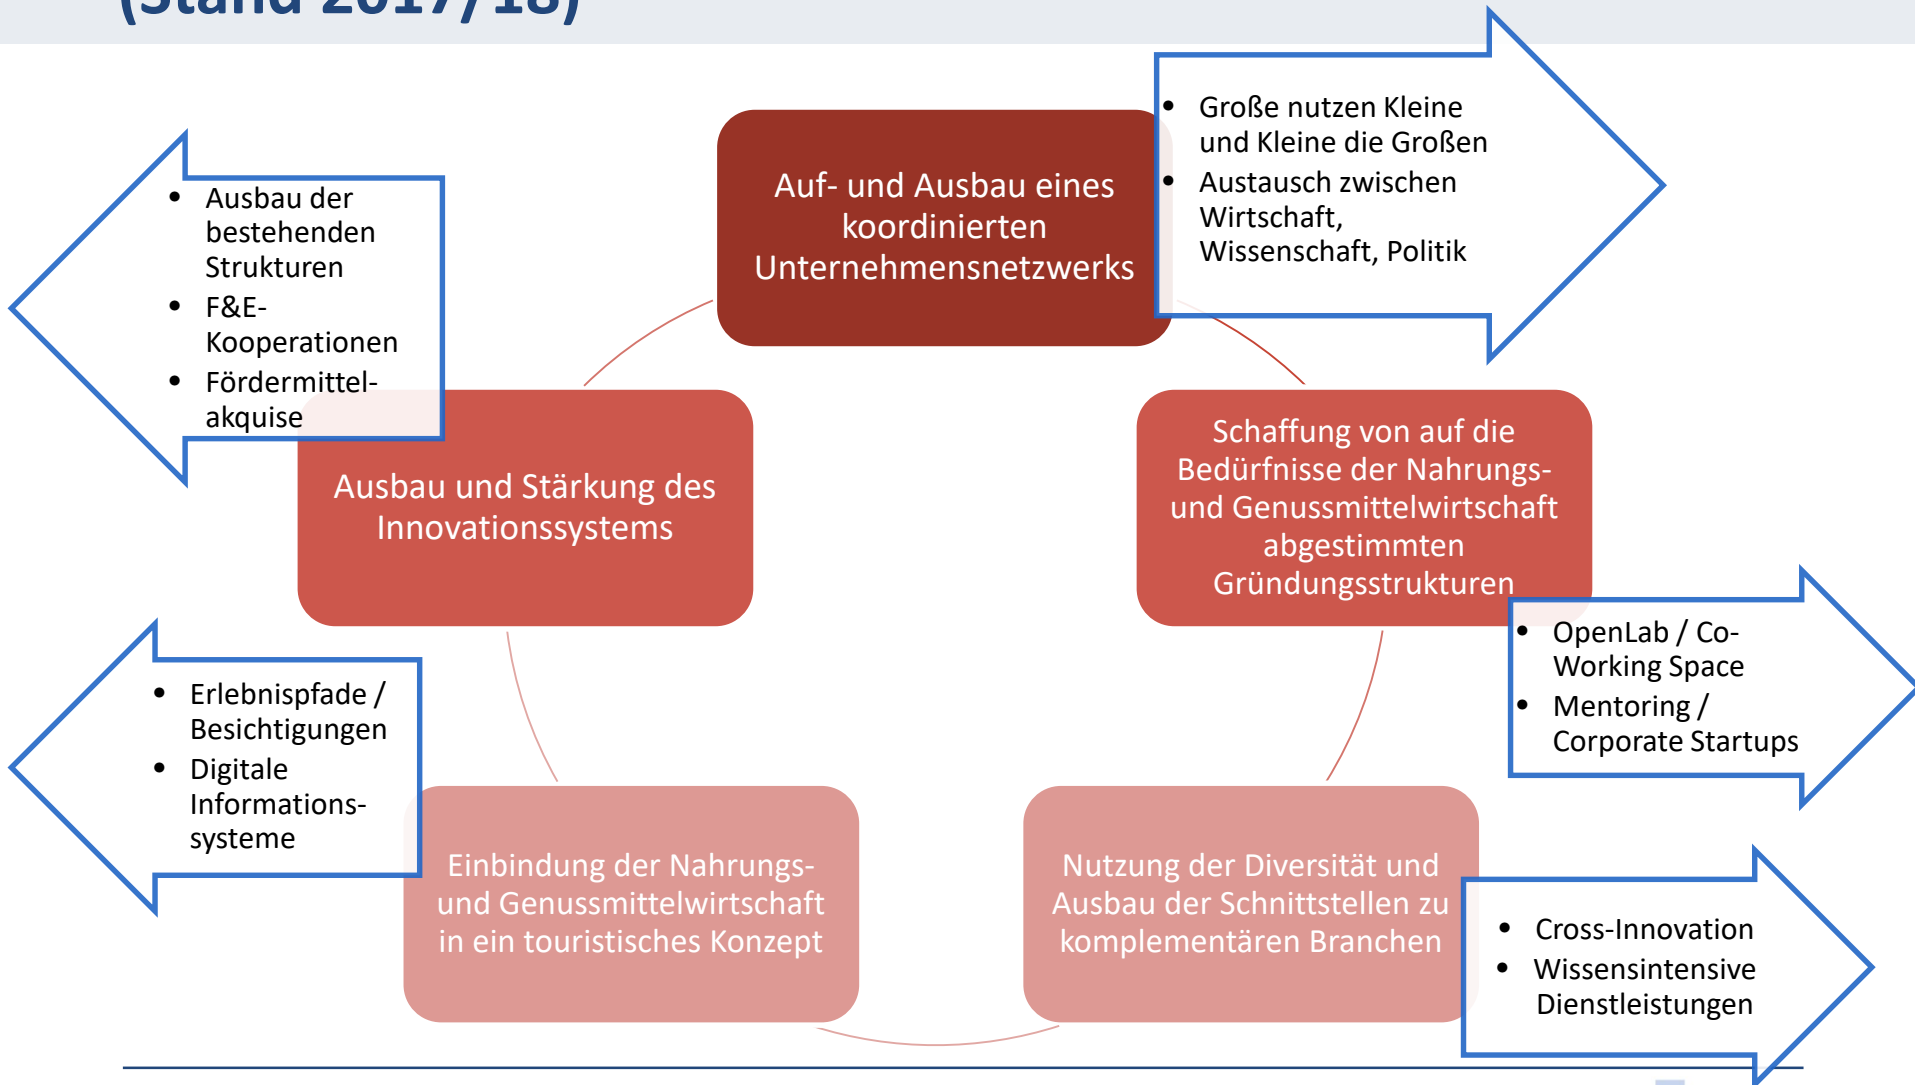 (Stand 2017/18)
Auf- und Ausbau eines
koordinierten
Unternehmensnetzwerks
• Große nutzen Kleine
und Kleine die Großen
• Austausch zwischen
Wirtschaft,
Wissenschaft, Politik
Schaffung von auf die
Bedürfnisse der Nahrungs-
und Genussmittelwirtschaft
abgestimmten
Gründungsstrukturen
• OpenLab / Co-
Working Space
• Mentoring /
Corporate Startups
Nutzung der Diversität und
Ausbau der Schnittstellen zu
komplementären Branchen
• Cross-Innovation
• Wissensintensive
Dienstleistungen
Einbindung der Nahrungs-
und Genussmittelwirtschaft
in ein touristisches Konzept
• Erlebnispfade /
Besichtigungen
• Digitale
Informations-
systeme
Ausbau und Stärkung des
Innovationssystems
• Ausbau der
bestehenden
Strukturen
• F&E-
Kooperationen
• Fördermittel-
akquise